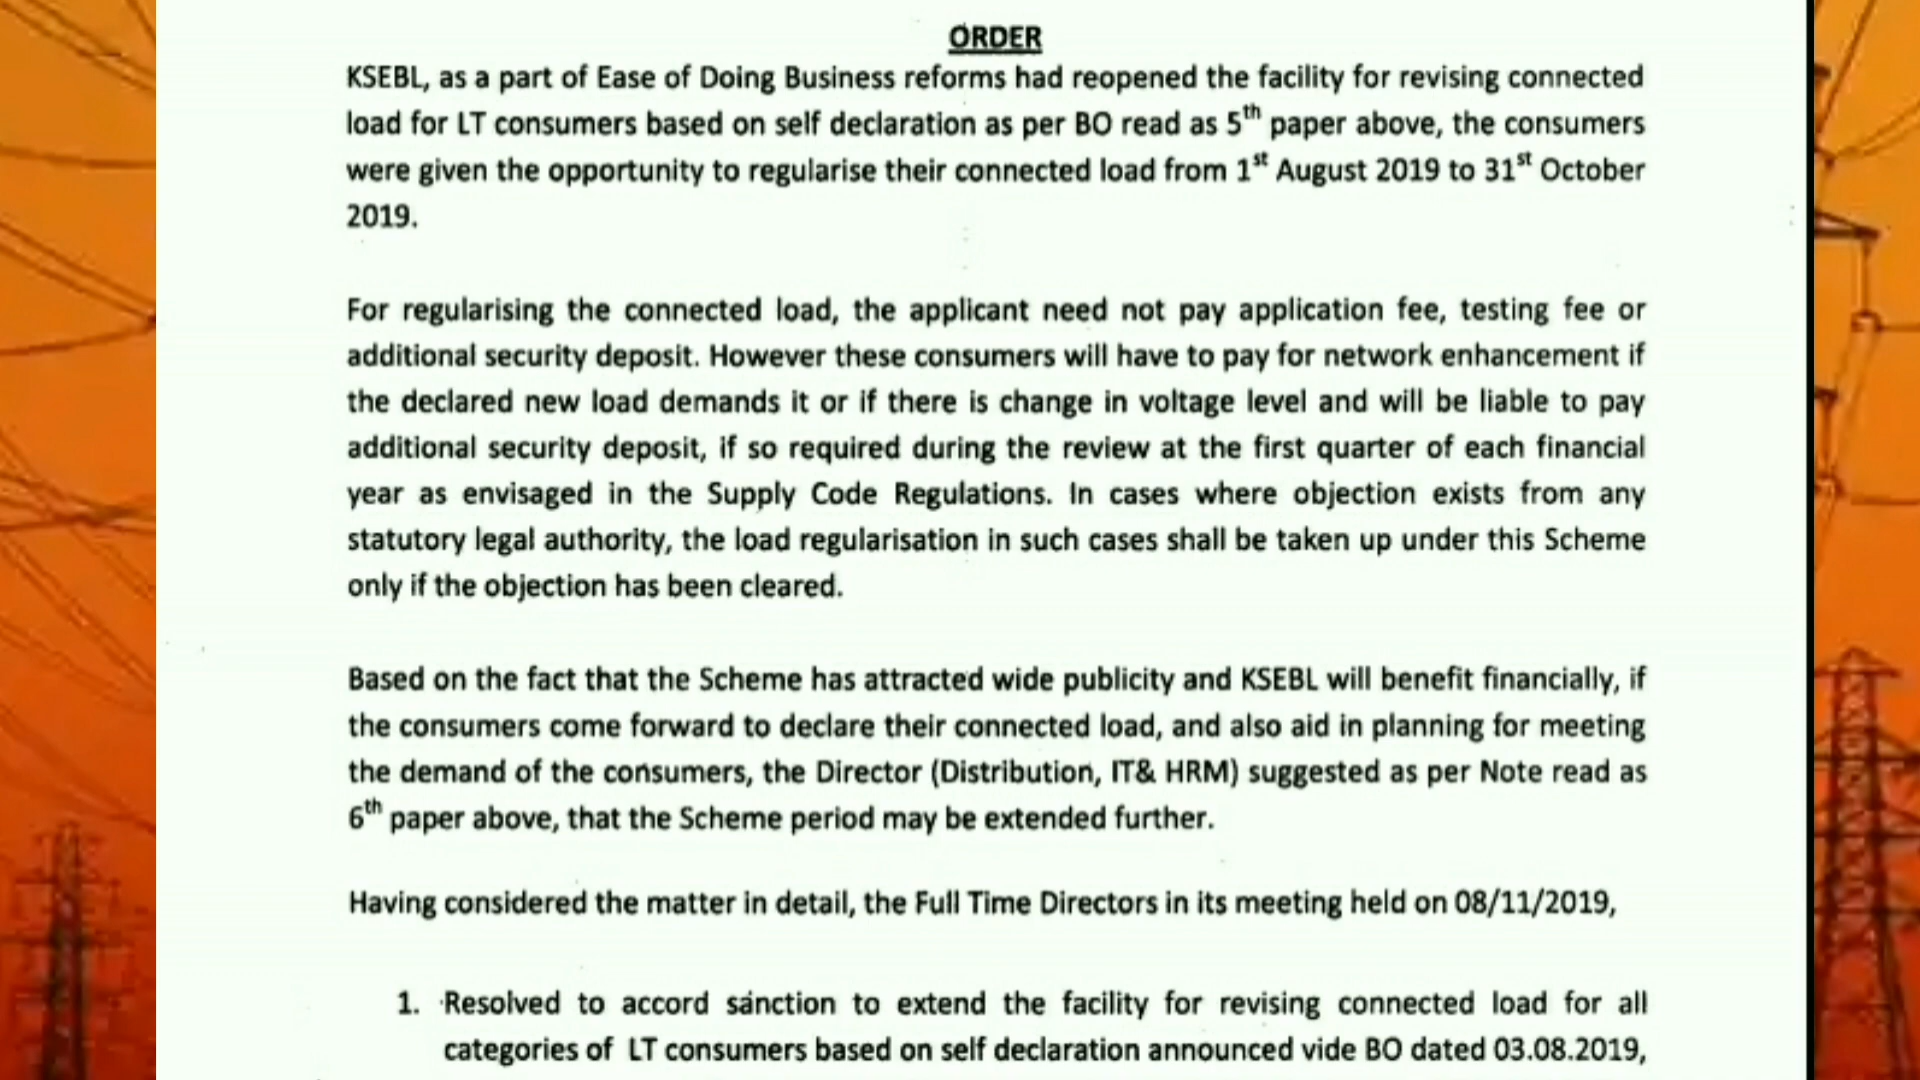 ORDER
KSEBL, as a part of Ease of Doing Business reforms had reopened the facility for revising connected
load for LT consumers based on self declaration as per BO read as 5th paper above, the consumers
were given the opportunity to regularise their connected load from 1st August 2019 to 31st October
2019.
For regularising the connected load, the applicant need not pay application fee, testing fee or
additional security deposit. However these consumers will have to pay for network enhancement if
the declared new load demands it or if there is change in voltage level and will be liable to pay
additional security deposit, if so required during the review at the first quarter of each financial
year as envisaged in the Supply Code Regulations. In cases where objection exists from any
statutory legal authority, the load regularisation in such cases shall be taken up under this Scheme
only if the objection has been cleared.
Based on the fact that the Scheme has attracted wide publicity and KSEBL will benefit financially, if
the consumers come forward to declare their connected load, and also aid in planning for meeting
the demand of the consumers, the Director (Distribution, IT& HRM) suggested as per Note read as
6th paper above, that the Scheme period may be extended further.
Having considered the matter in detail, the Full Time Directors in its meeting held on 08/11/2019,
1. Resolved to accord sanction to extend the facility for revising connected load for all
categories of LT consumers based on self declaration announced vide BO dated 03.08.2019,